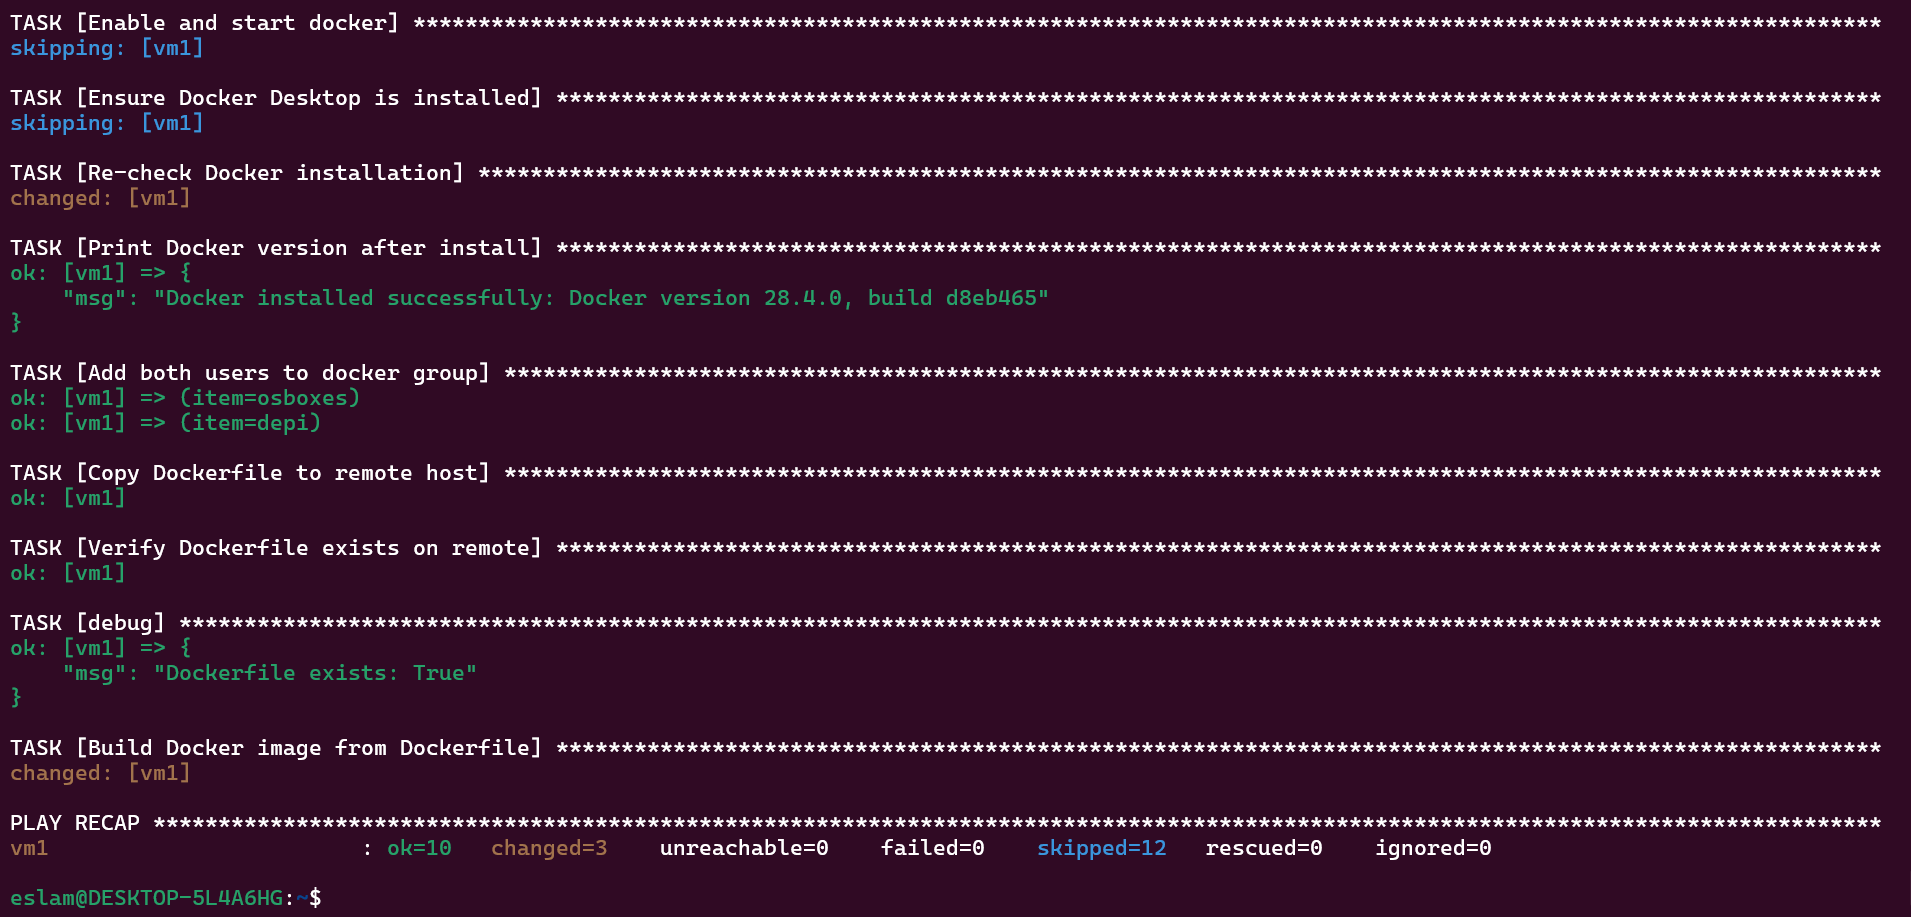 TASK [Enable and start docker] *****************************************************************************************************************
skipping: [vm1]

TASK [Ensure Docker Desktop is installed] ******************************************************************************************************
skipping: [vm1]

TASK [Re-check Docker installation] ************************************************************************************************************
changed: [vm1]

TASK [Print Docker version after install] ******************************************************************************************************
ok: [vm1] => {
    "msg": "Docker installed successfully: Docker version 28.4.0, build d8eb465"
}

TASK [Add both users to docker group] **********************************************************************************************************
ok: [vm1] => (item=osboxes)
ok: [vm1] => (item=depi)

TASK [Copy Dockerfile to remote host] **********************************************************************************************************
ok: [vm1]

TASK [Verify Dockerfile exists on remote] ******************************************************************************************************
ok: [vm1]

TASK [debug] ***********************************************************************************************************************************
ok: [vm1] => {
    "msg": "Dockerfile exists: True"
}

TASK [Build Docker image from Dockerfile] ******************************************************************************************************
changed: [vm1]

PLAY RECAP *************************************************************************************************************************************
vm1                        : ok=10   changed=3    unreachable=0    failed=0    skipped=12   rescued=0    ignored=0

eslam@DESKTOP-5L4A6HG:~$